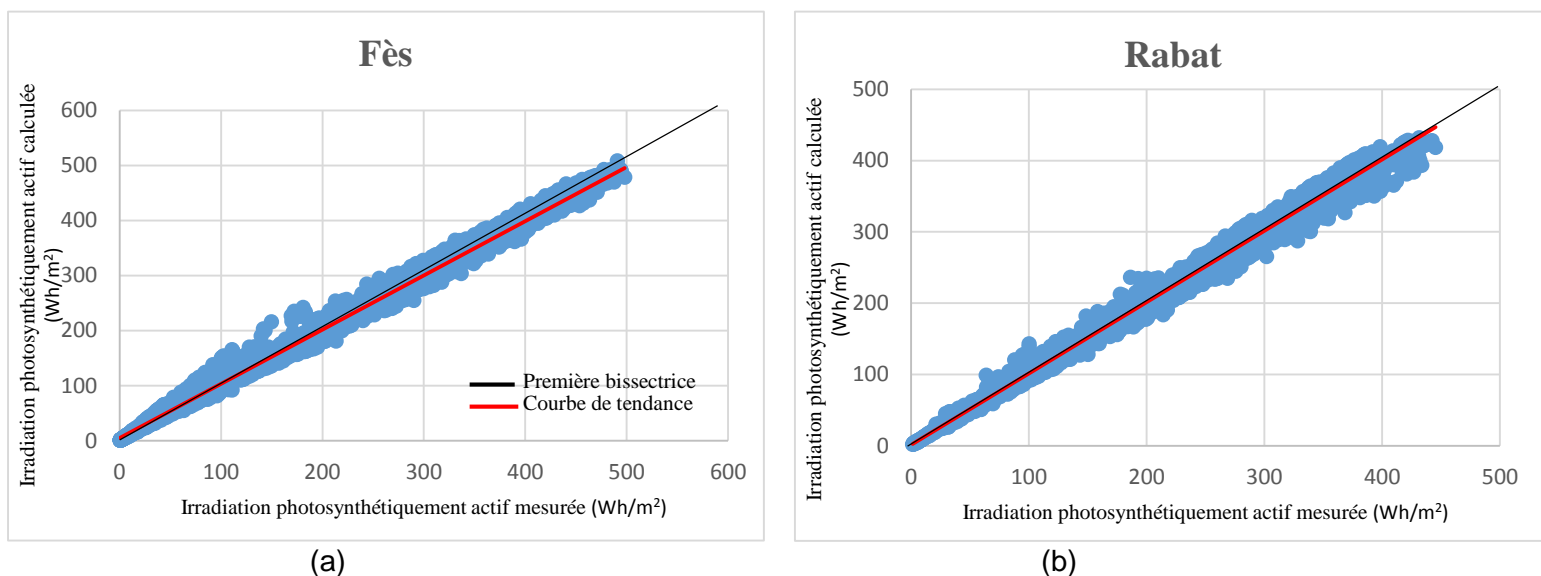 Fès
Irradiation photosynthétiquement actif calculée
(Wh/m²)
600
500
400
300
200
100
0
0 100 200 300 400 500 600
Première bissectrice
Courbe de tendance
Irradiation photosynthétiquement actif mesurée (Wh/m²)
(a)
Rabat
Irradiation photosynthétiquement actif calculée
(Wh/m²)
500
400
300
200
100
0
0 100 200 300 400 500
Irradiation photosynthétiquement actif mesurée (Wh/m²)
(b)